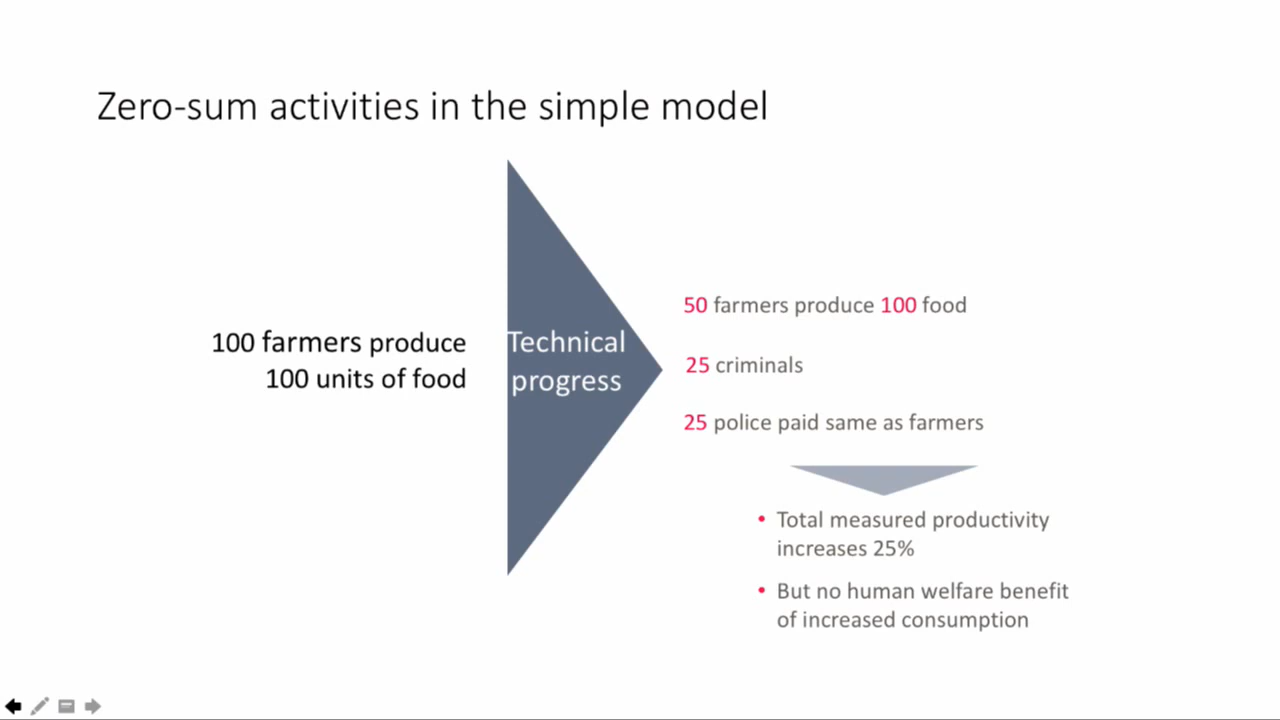 Zero-sum activities in the simple model
100 farmers produce
100 units of food
Technical
progress
50 farmers produce 100 food
25 criminals
25 police paid same as farmers
• Total measured productivity
increases 25%
• But no human welfare benefit
of increased consumption